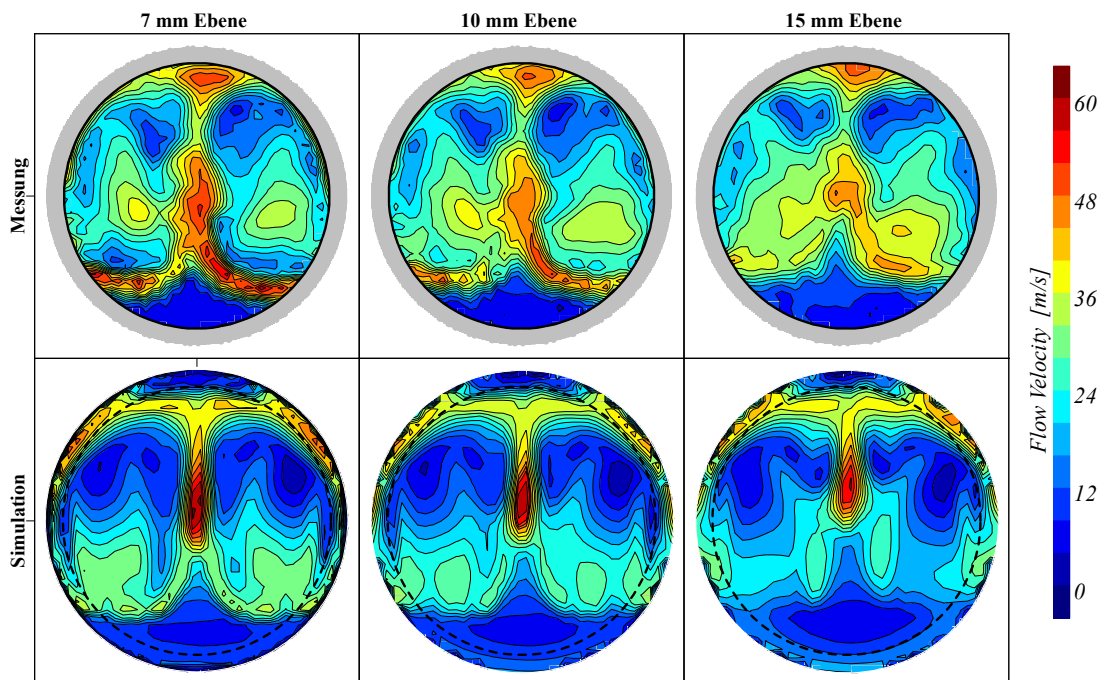 7 mm Ebene
10 mm Ebene
15 mm Ebene
Messung
Simulation
60
48
36
24
12
0
Flow Velocity [m/s]